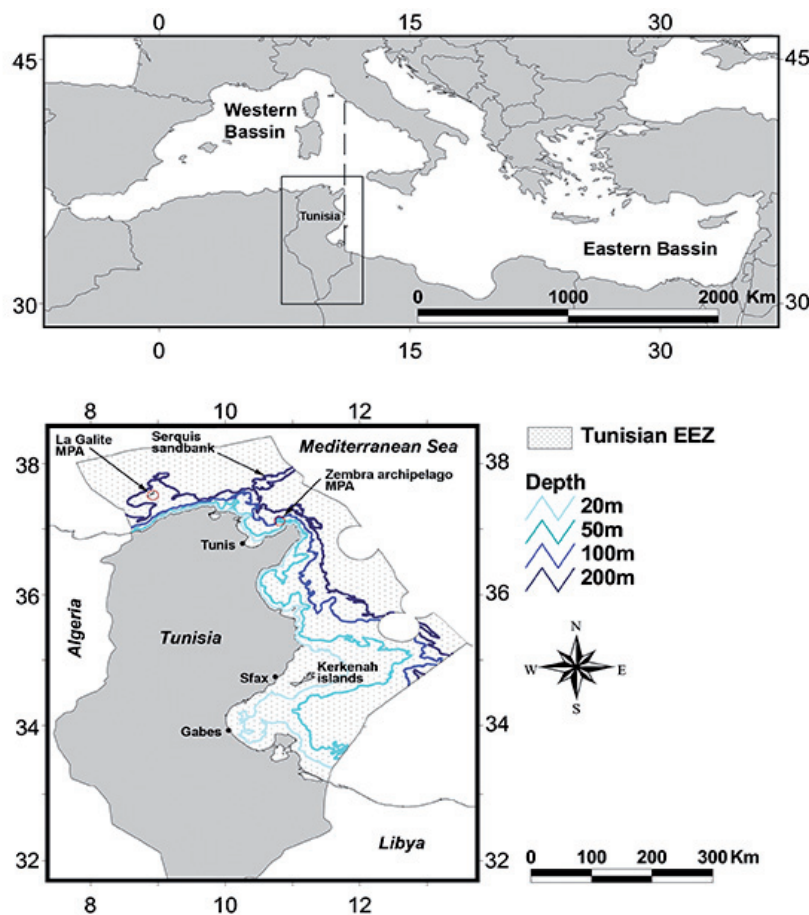 0 15 30
45 45
Western
Basin
Tunisia
Eastern Basin
0 1000 2000 Km
30 30
0 15 30
8 10 12
La Galite
MPA
Serquis
sandbank
Mediterranean Sea
Zembra archipelago
MPA
38 38
Tunis
36 36
Algeria
Tunisia
Sfax
Kerkenah
islands
34 34
Gabes
Libya
32 32
8 10 12
Tunisian EEZ
Depth
20m
50m
100m
200m
N
W E
S
0 100 200 300 Km